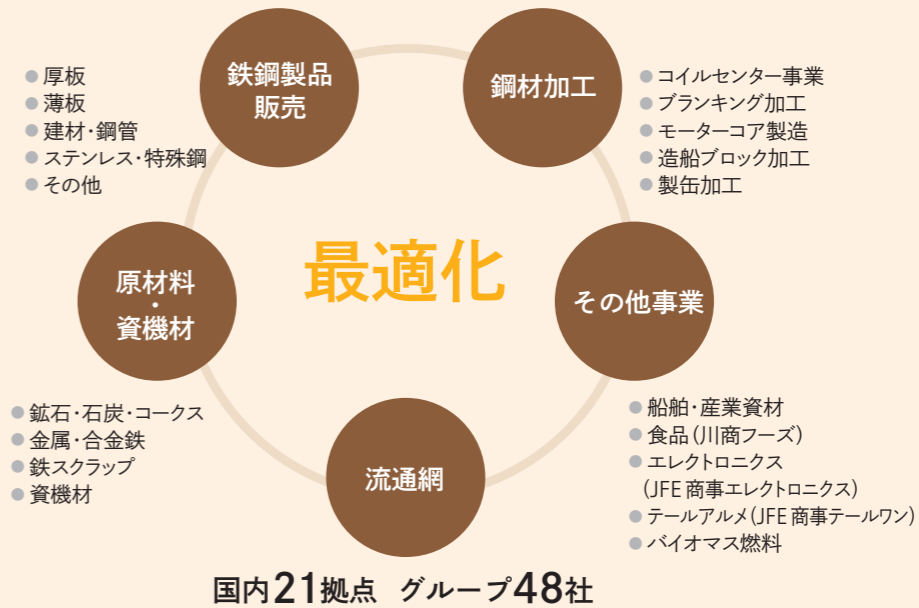 鉄鋼製品
販売
● 厚板
● 薄板
● 建材・鋼管
● ステンレス・特殊鋼
● その他
鋼材加工
● コイルセンター事業
● ブランキング加工
● モーターコア製造
● 造船ブロック加工
● 製缶加工
最適化
原材料
・
資機材
● 鉱石・石炭・コークス
● 金属・合金鉄
● 鉄スクラップ
● 資機材
その他事業
● 船舶・産業資材
● 食品(川商フーズ)
● エレクトロニクス
(JFE商事エレクトロニクス)
● テールアルメ(JFE商事テールワン)
● バイオマス燃料
流通網
国内21拠点 グループ48社